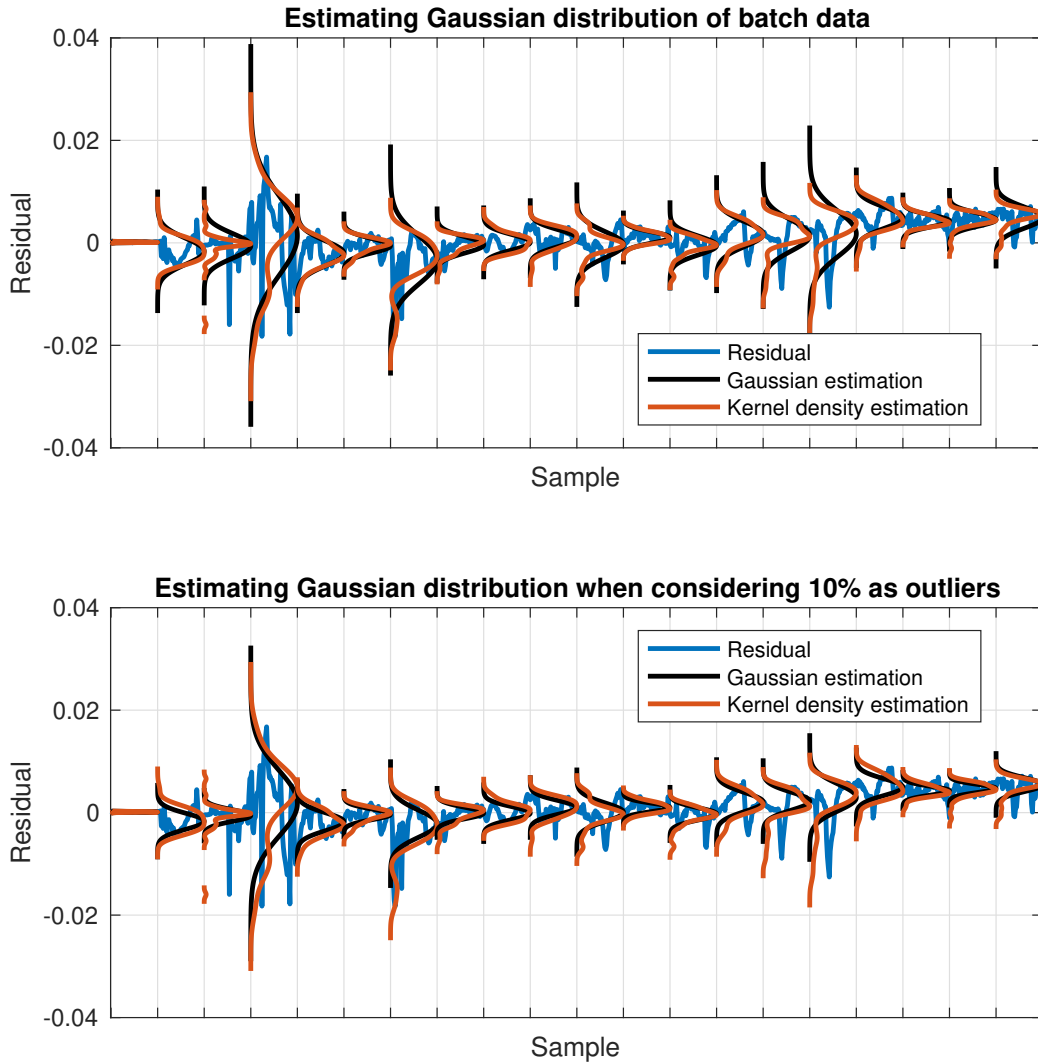 Estimating Gaussian distribution of batch data
0.04
0.02
0
-0.02
-0.04
Residual
Residual
Gaussian estimation
Kernel density estimation
Sample
Estimating Gaussian distribution when considering 10% as outliers
0.04
0.02
0
-0.02
-0.04
Residual
Residual
Gaussian estimation
Kernel density estimation
Sample